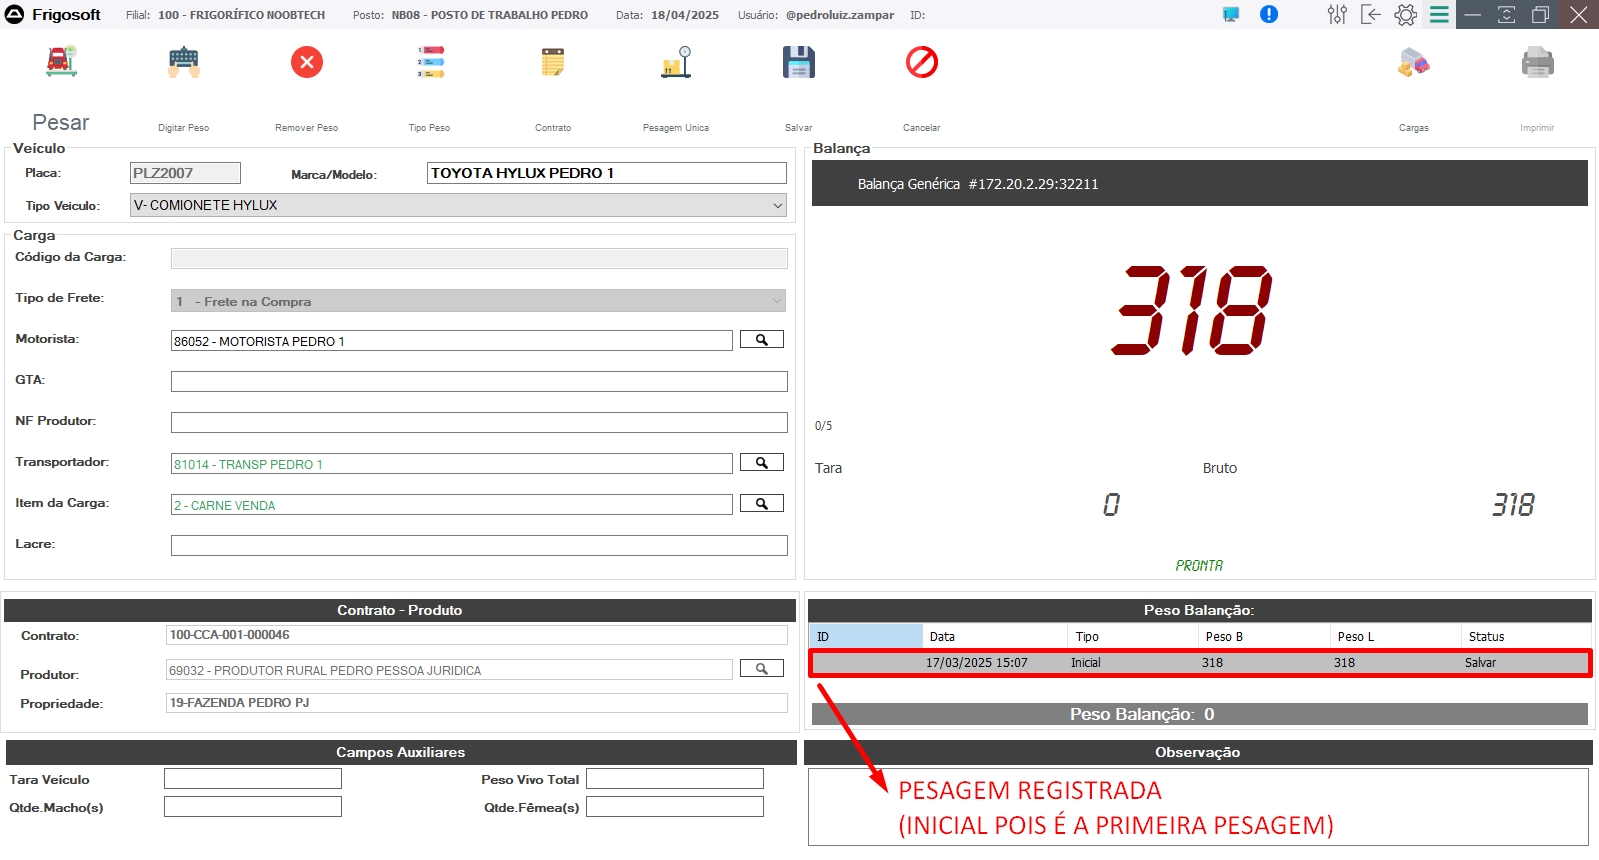 Frigosoft Filial: 100 - FRIGORÍFICO NOOBTECH Posto: NB08 - POSTO DE TRABALHO PEDRO Data: 18/04/2025 Usuário: @pedroluiz.zampar ID:
Pesar Digitar Peso Remover Peso Tipo Peso Contrato Pesagem Unica Salvar Cancelar Cargas Imprimir
Veículo
Placa: PLZ2007 Marca/Modelo: TOYOTA HYLUX PEDRO 1
Tipo Veiculo: V- COMIONETE HYLUX
Carga
Código da Carga:
Tipo de Frete: 1 - Frete na Compra
Motorista: 86052 - MOTORISTA PEDRO 1
GTA:
NF Produtor:
Transportador: 81014 - TRANSP PEDRO 1
Item da Carga: 2 - CARNE VENDA
Lacre:
Balança
Balança Genérica #172.20.2.29:32211
318
0/5
Tara Bruto
0 318
PRONTA
Contrato - Produto
Contrato: 100-CCA-001-000046
Produtor: 69032 - PRODUTOR RURAL PEDRO PESSOA JURIDICA
Propriedade: 19-FAZENDA PEDRO PJ
Peso Balanção:
ID Data Tipo Peso B Peso L Status
17/03/2025 15:07 Inicial 318 318 Salvar
Peso Balanção: 0
Campos Auxiliares
Tara Veículo Peso Vivo Total
Qtde.Macho(s) Qtde.Fêmea(s)
Observação
PESAGEM REGISTRADA
(INICIAL POIS É A PRIMEIRA PESAGEM)